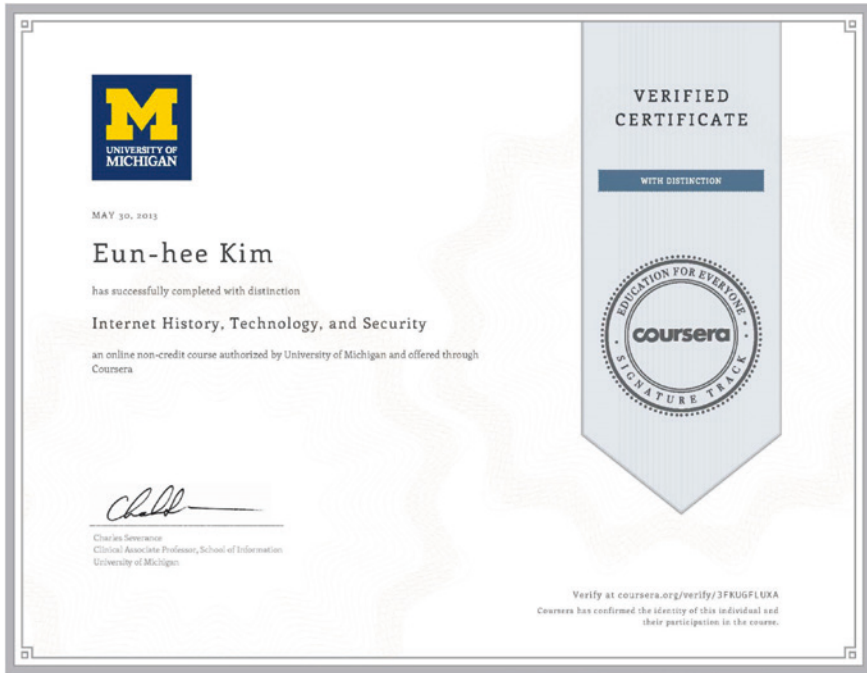 M
UNIVERSITY OF
MICHIGAN
MAY 30, 2013
Eun-hee Kim
has successfully completed with distinction
Internet History, Technology, and Security
an online non-credit course authorized by University of Michigan and offered through
Coursera
Charles Severance
Clinical Associate Professor, School of Information
University of Michigan
VERIFIED
CERTIFICATE
WITH DISTINCTION
EDUCATION FOR EVERYONE
coursera
SIGNATURE TRACK
Verify at coursera.org/verify/3FKUGFLUXA
Coursera has confirmed the identity of this individual and
their participation in the course.